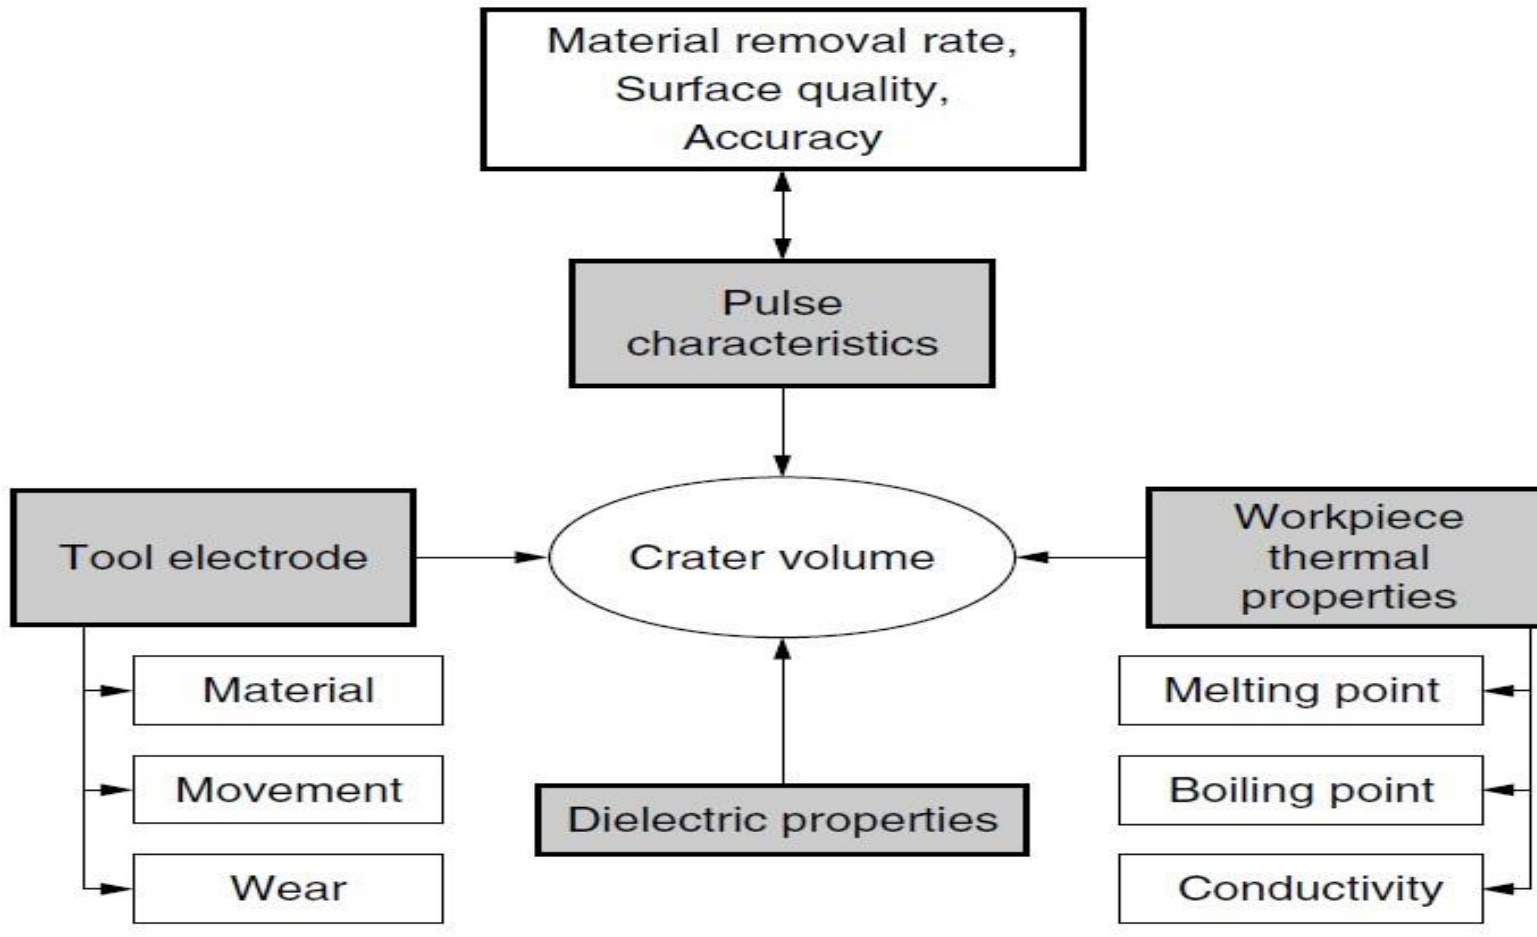 Material removal rate,
Surface quality,
Accuracy
Pulse
characteristics
Tool electrode
Crater volume
Workpiece
thermal
properties
Material
Movement
Wear
Dielectric properties
Melting point
Boiling point
Conductivity